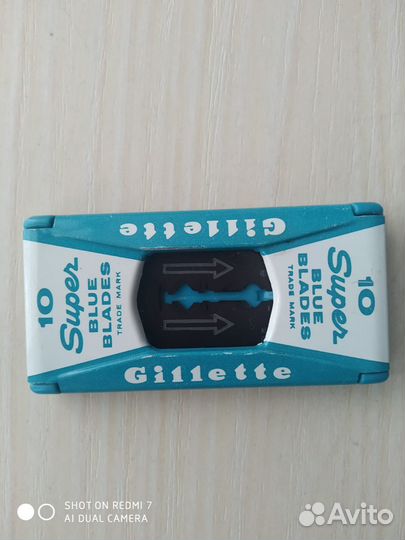 Gillette
10
Super
BLUE
BLADES
TRADE MARK
10
Super
BLUE
BLADES
TRADE MARK
Gillette
SHOT ON REDMI 7
AI DUAL CAMERA
Avito